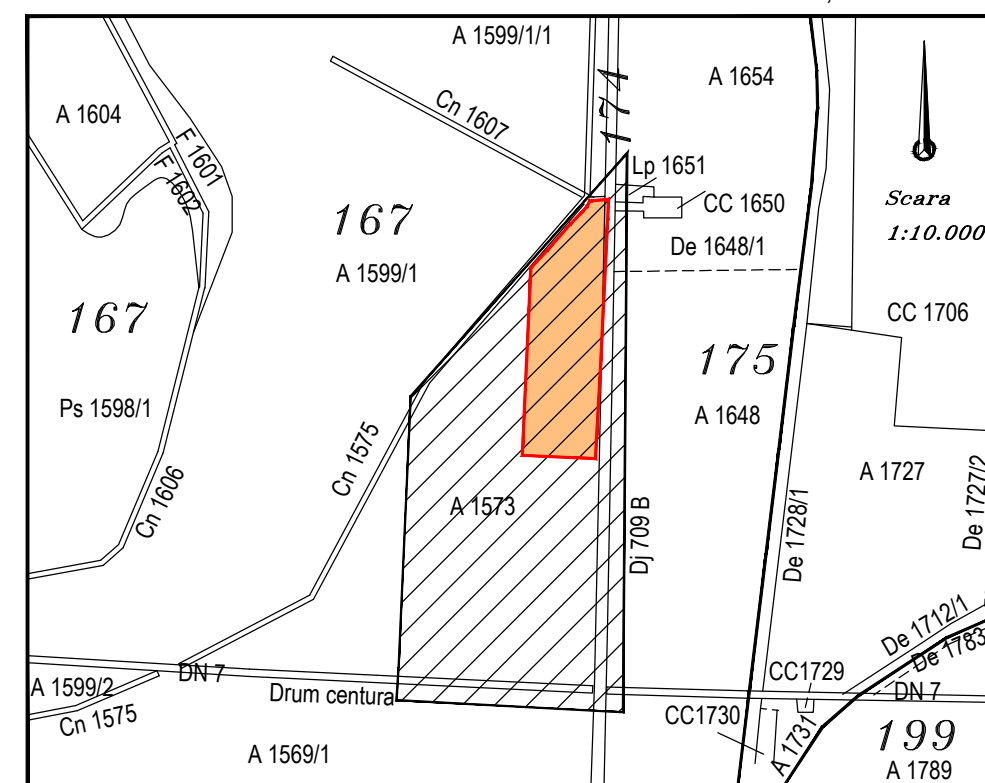 A 1599/1/1
A 1654
174
A 1604
Cn 1607
F 1601
F 1602
Lp 1651
CC 1650
Scara
1:10.000
167
A 1599/1
De 1648/1
167
CC 1706
175
Ps 1598/1
A 1648
Cn 1575
A 1727
De 1727/2
Cn 1606
A 1573
Dj 709 B
De 1728/1
De 1712/1
De 1783
DN 7
A 1599/2
Drum centura
CC1729
DN 7
Cn 1575
CC1730
A 1731
199
A 1569/1
A 1789